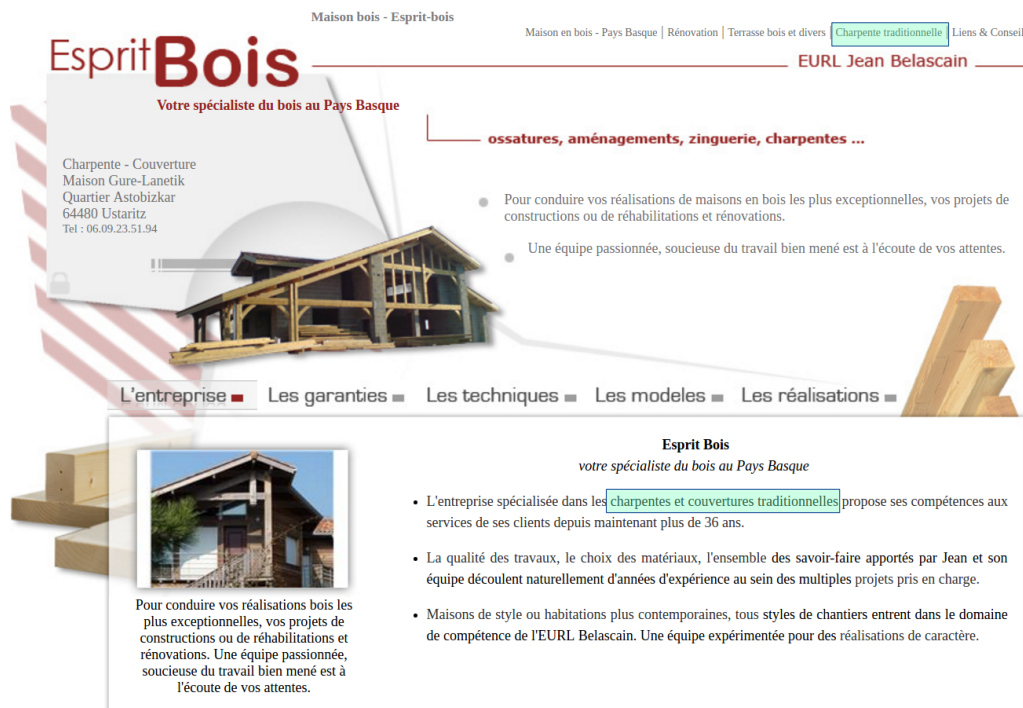 Maison bois - Esprit-bois
Maison en bois - Pays Basque | Rénovation | Terrasse bois et divers | Charpente traditionnelle | Liens & Conseil
Esprit Bois
EURL Jean Belascain
Votre spécialiste du bois au Pays Basque
ossatures, aménagements, zinguerie, charpentes ...
Charpente - Couverture
Maison Gure-Lanetik
Quartier Astobizkar
64480 Ustaritz
Tel : 06.09.23.51.94
Pour conduire vos réalisations de maisons en bois les plus exceptionnelles, vos projets de
constructions ou de réhabilitations et rénovations.
Une équipe passionnée, soucieuse du travail bien mené est à l'écoute de vos attentes.
L'entreprise Les garanties Les techniques Les modeles Les réalisations
Esprit Bois
votre spécialiste du bois au Pays Basque
L'entreprise spécialisée dans les charpentes et couvertures traditionnelles propose ses compétences aux
services de ses clients depuis maintenant plus de 36 ans.
La qualité des travaux, le choix des matériaux, l'ensemble des savoir-faire apportés par Jean et son
équipe découlent naturellement d'années d'expérience au sein des multiples projets pris en charge.
Maisons de style ou habitations plus contemporaines, tous styles de chantiers entrent dans le domaine
de compétence de l'EURL Belascain. Une équipe expérimentée pour des réalisations de caractère.
Pour conduire vos réalisations bois les
plus exceptionnelles, vos projets de
constructions ou de réhabilitations et
rénovations. Une équipe passionnée,
soucieuse du travail bien mené est à
l'écoute de vos attentes.